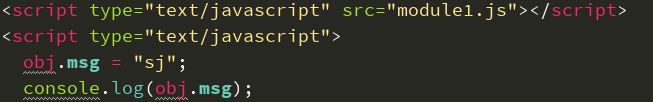 <script type="text/javascript" src="module1.js"></script>
<script type="text/javascript">
obj.msg = "sj";
console.log(obj.msg);